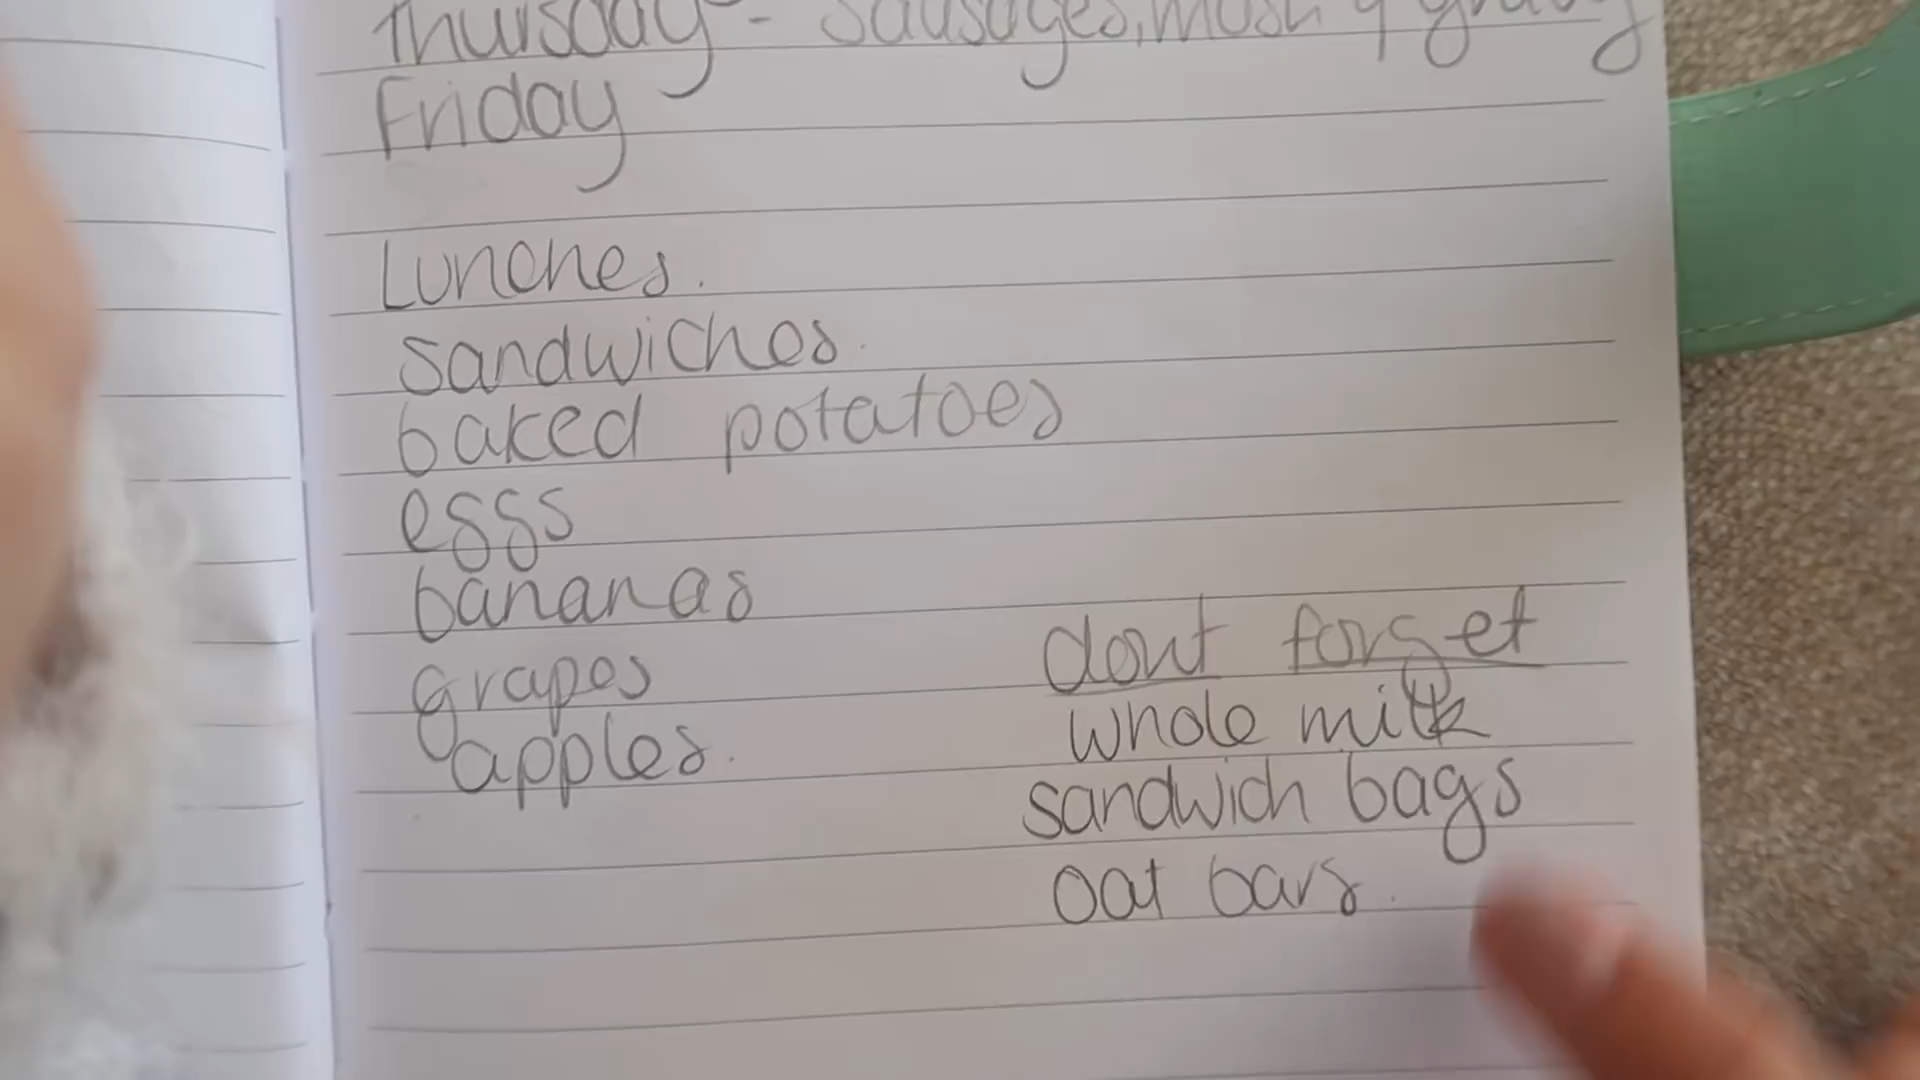 Thursday - Sausages, mash & gravy
Friday
Lunches.
sandwiches.
baked potatoes
eggs
bananas
grapes
apples.
dont forget
whole milk
sandwich bags
oat bars.